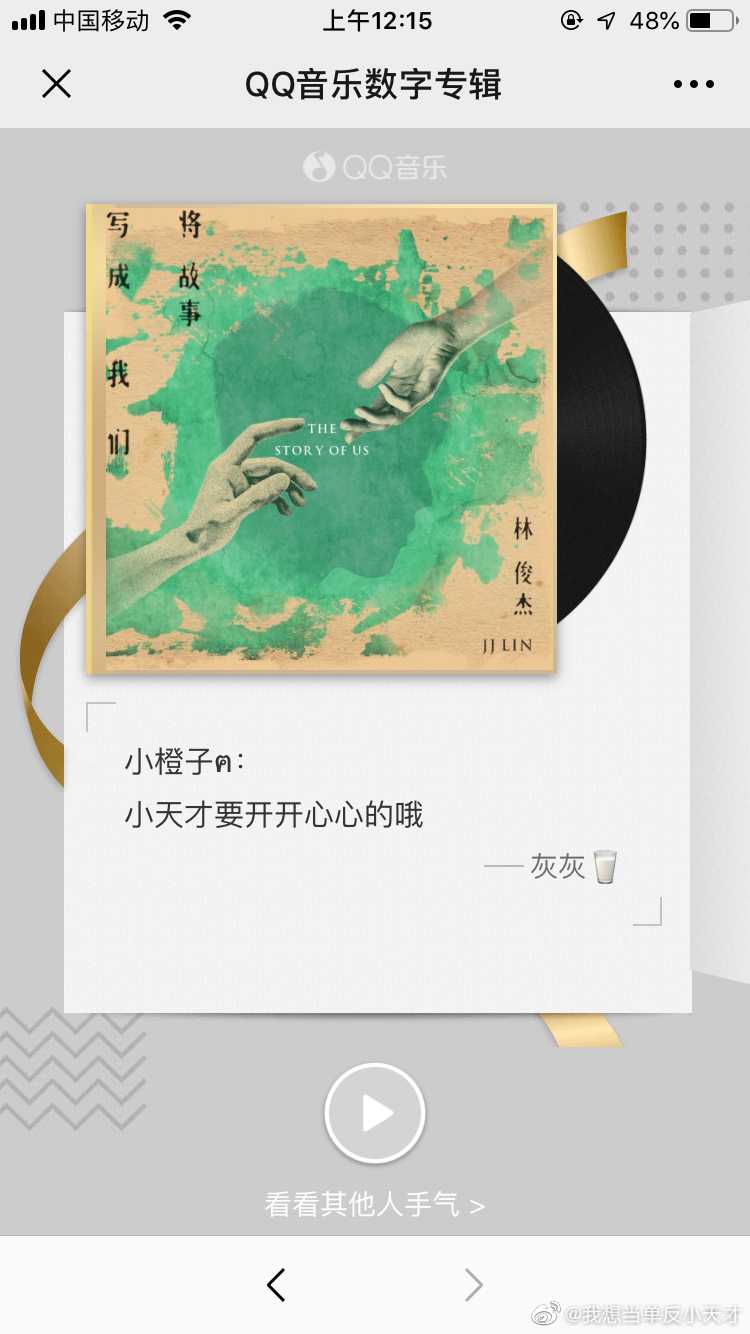 中国移动
上午12:15
48%
QQ音乐数字专辑
QQ音乐
将故事
写成
我们
THE
STORY OF US
林俊杰
JJ LIN
小橙子ฅ:
小天才要开开心心的哦
——灰灰🥛
看看其他人手气 >
@我想当单反小天才